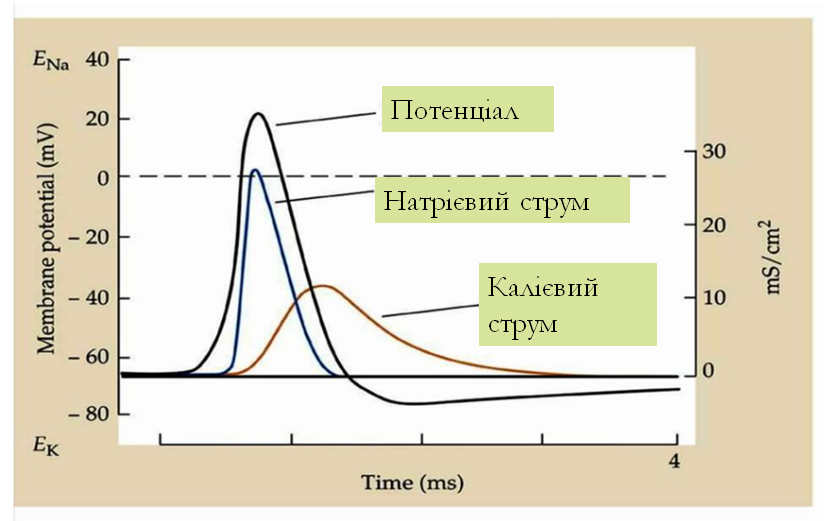 E_Na
40
20
0
– 20
– 40
– 60
– 80
E_K
Membrane potential (mV)
Потенціал
Натрієвий струм
Калієвий
струм
30
20
10
0
mS/cm²
4
Time (ms)